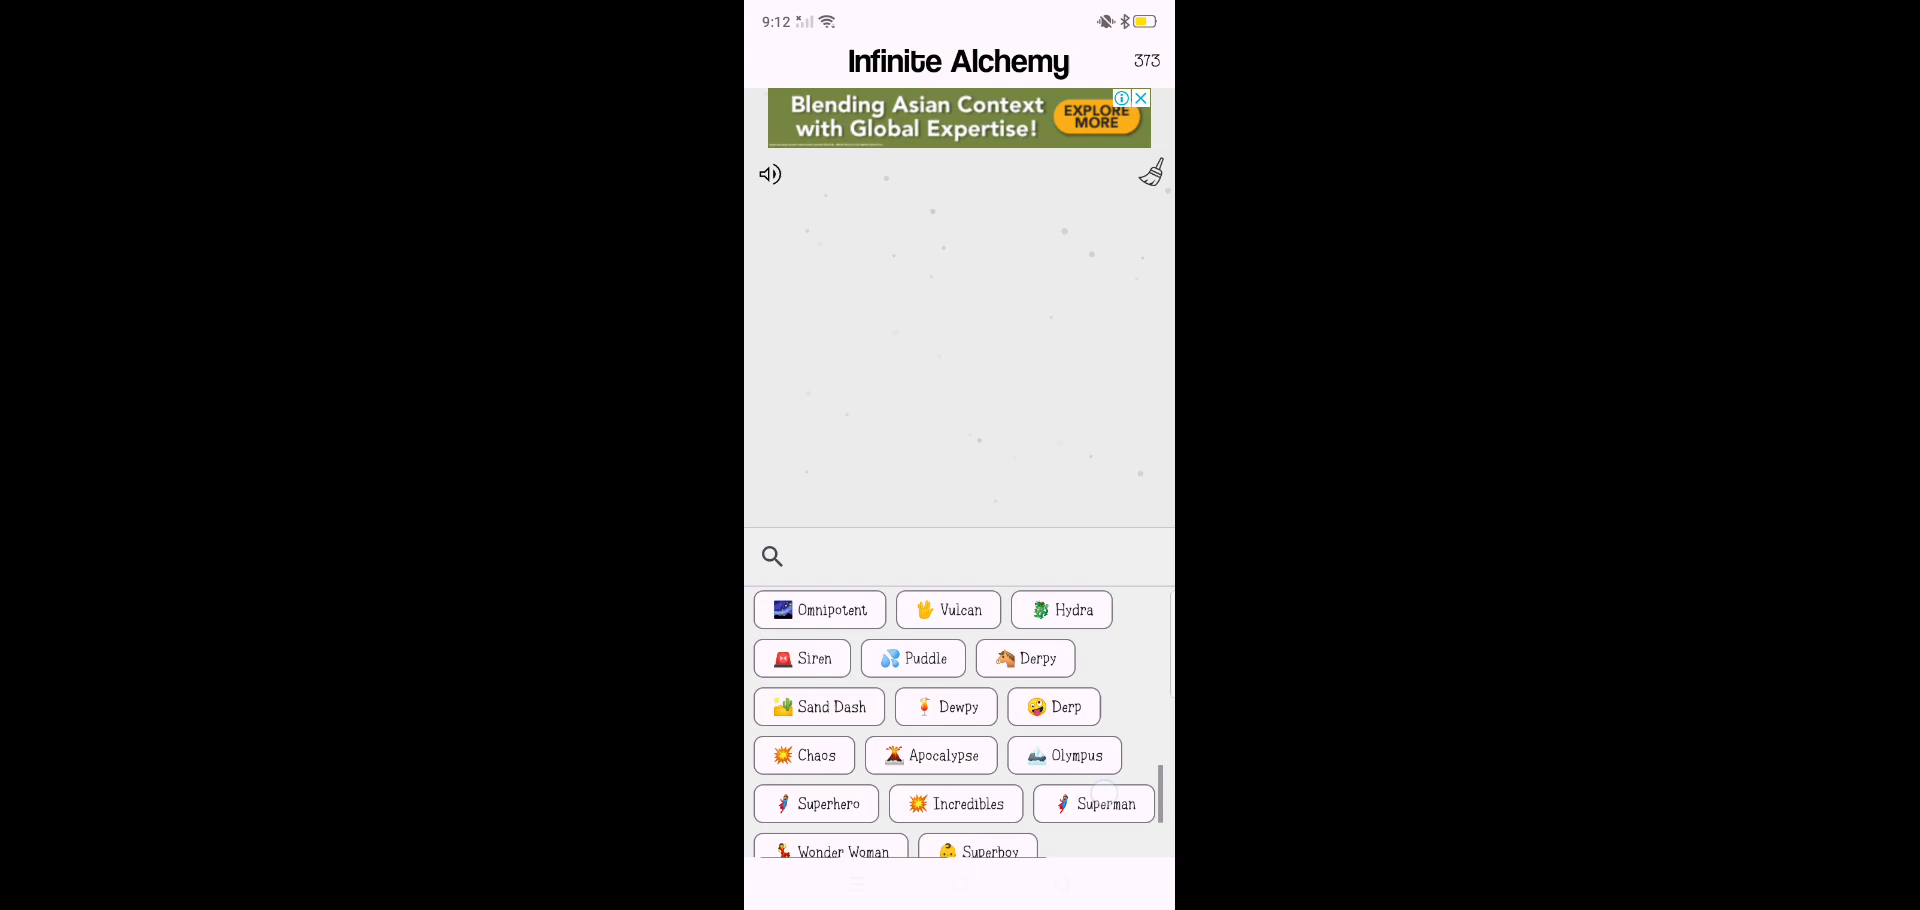 9:12
Infinite Alchemy 373
Blending Asian Context
with Global Expertise!
EXPLORE
MORE
Omnipotent Vulcan Hydra
Siren Puddle Derpy
Sand Dash Dewpy Derp
Chaos Apocalypse Olympus
Superhero Incredibles Superman
Wonder Woman Superboy